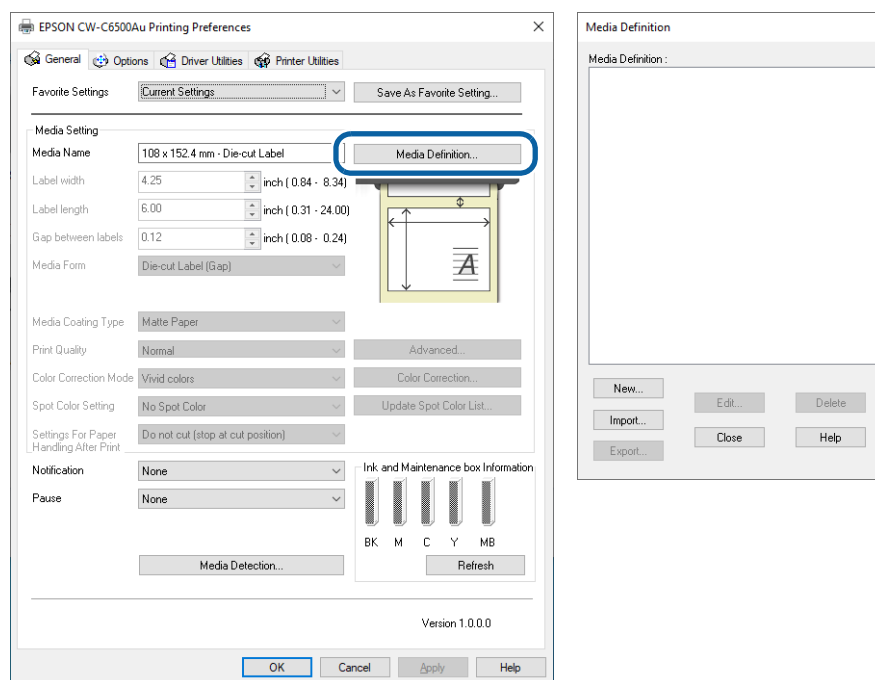 EPSON CW-C6500Au Printing Preferences
General
Options
Driver Utilities
Printer Utilities
Favorite Settings
Current Settings
Save As Favorite Setting...
Media Setting
Media Name
108 x 152.4 mm - Die-cut Label
Media Definition...
Label width
4.25
inch ( 0.84 - 8.34)
Label length
6.00
inch ( 0.31 - 24.00)
Gap between labels
0.12
inch ( 0.08 - 0.24)
Media Form
Die-cut Label (Gap)
A
Media Coating Type
Matte Paper
Print Quality
Normal
Advanced...
Color Correction Mode
Vivid colors
Color Correction...
Spot Color Setting
No Spot Color
Update Spot Color List...
Settings For Paper
Handling After Print
Do not cut (stop at cut position)
Notification
None
Pause
None
Ink and Maintenance box Information
BK M C Y MB
Media Detection...
Refresh
Version 1.0.0.0
OK
Cancel
Apply
Help
Media Definition
Media Definition :
New...
Edit...
Delete
Import...
Close
Help
Export...